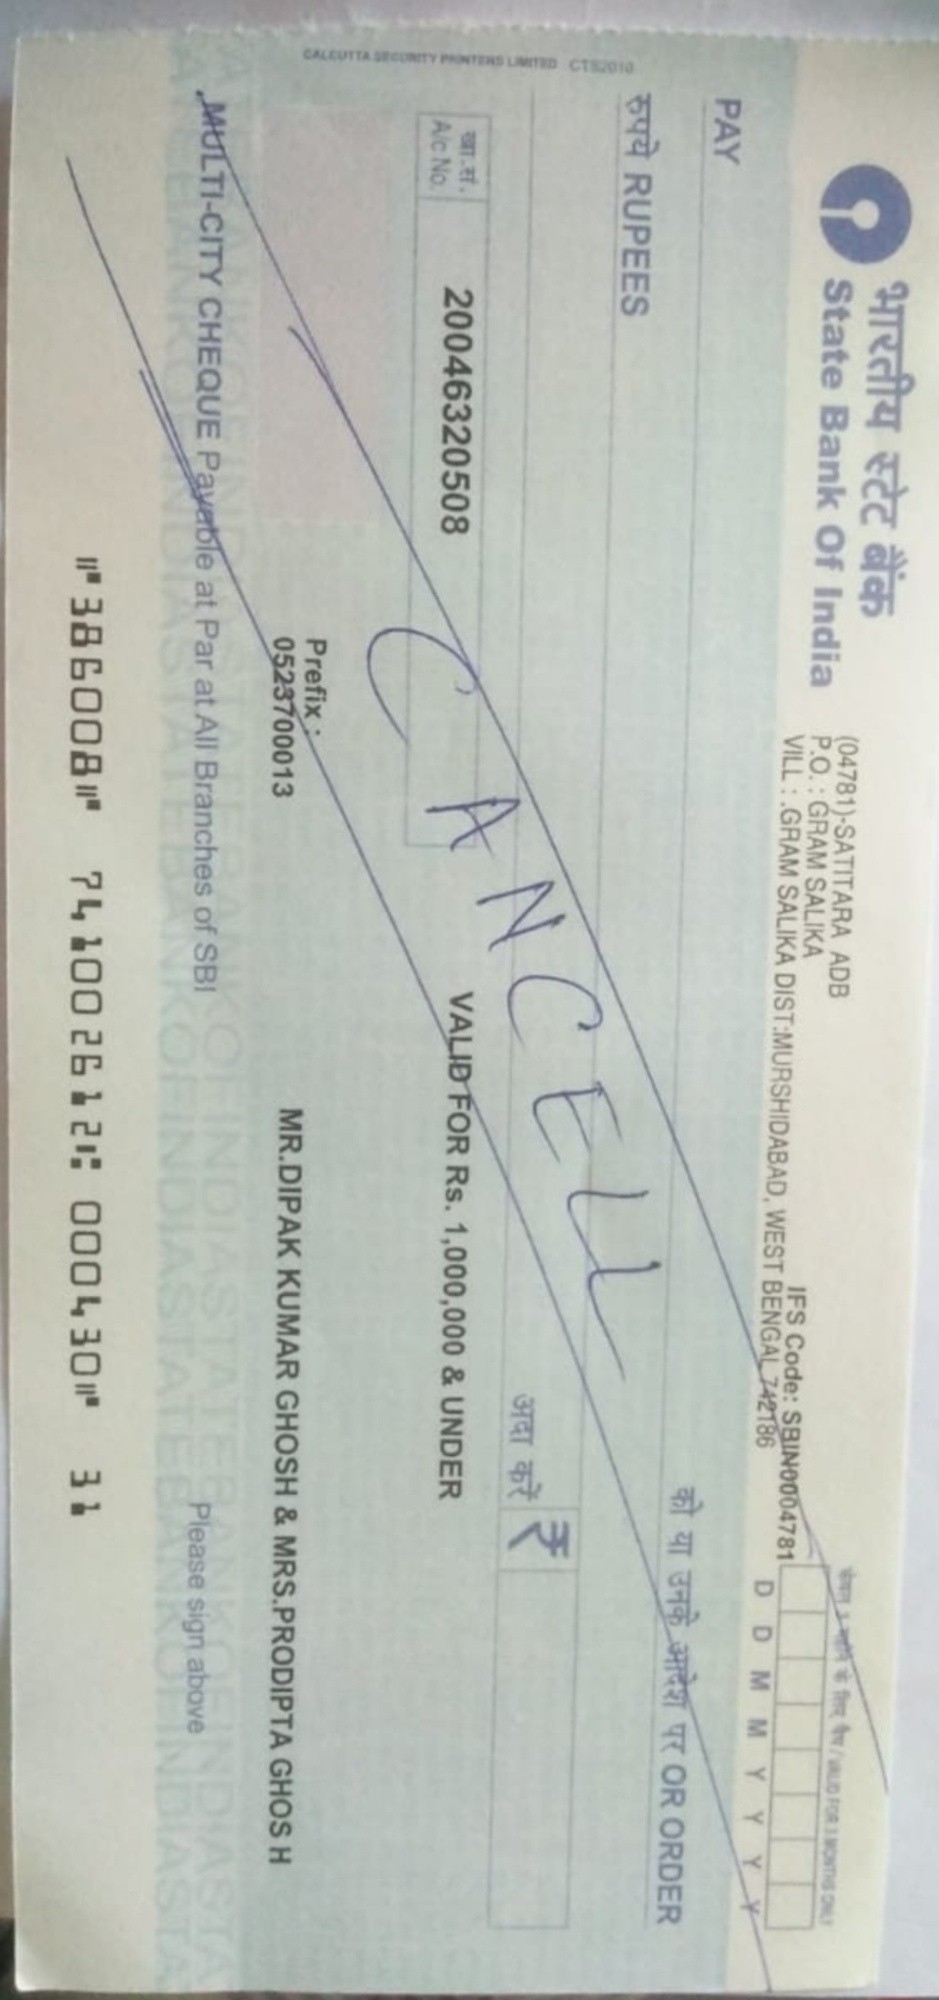 भारतीय स्टेट बैंक
State Bank Of India
(04781)-SATITARA ADB
P.O. : GRAM SALIKA
VILL : .GRAM SALIKA DIST:MURSHIDABAD, WEST BENGAL 742186
IFS Code: SBIN0004781
केवल 3 महीने के लिए वैध / VALID FOR 3 MONTHS ONLY
D D M M Y Y Y Y
PAY
को या उनके आदेश पर OR ORDER
रुपये RUPEES
अदा करें ₹
खा.सं.
A/c No.
20046320508
CANCELL
VALID FOR Rs. 1,000,000 & UNDER
Prefix :
0523700013
MR.DIPAK KUMAR GHOSH & MRS.PRODIPTA GHOS H
MULTI-CITY CHEQUE Payable at Par at All Branches of SBI
Please sign above
⑈386008⑈ 741002612⑆ 000430⑈ 31
CALCUTTA SECURITY PRINTERS LIMITED CTS2010